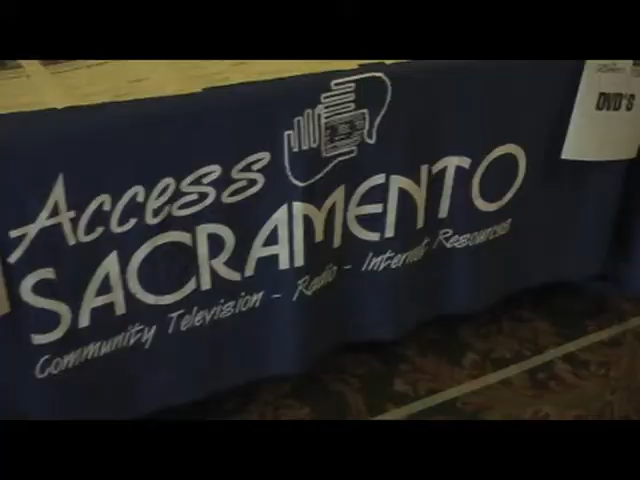 Access
SACRAMENTO
Community Television - Radio - Internet Resources
DVD'S